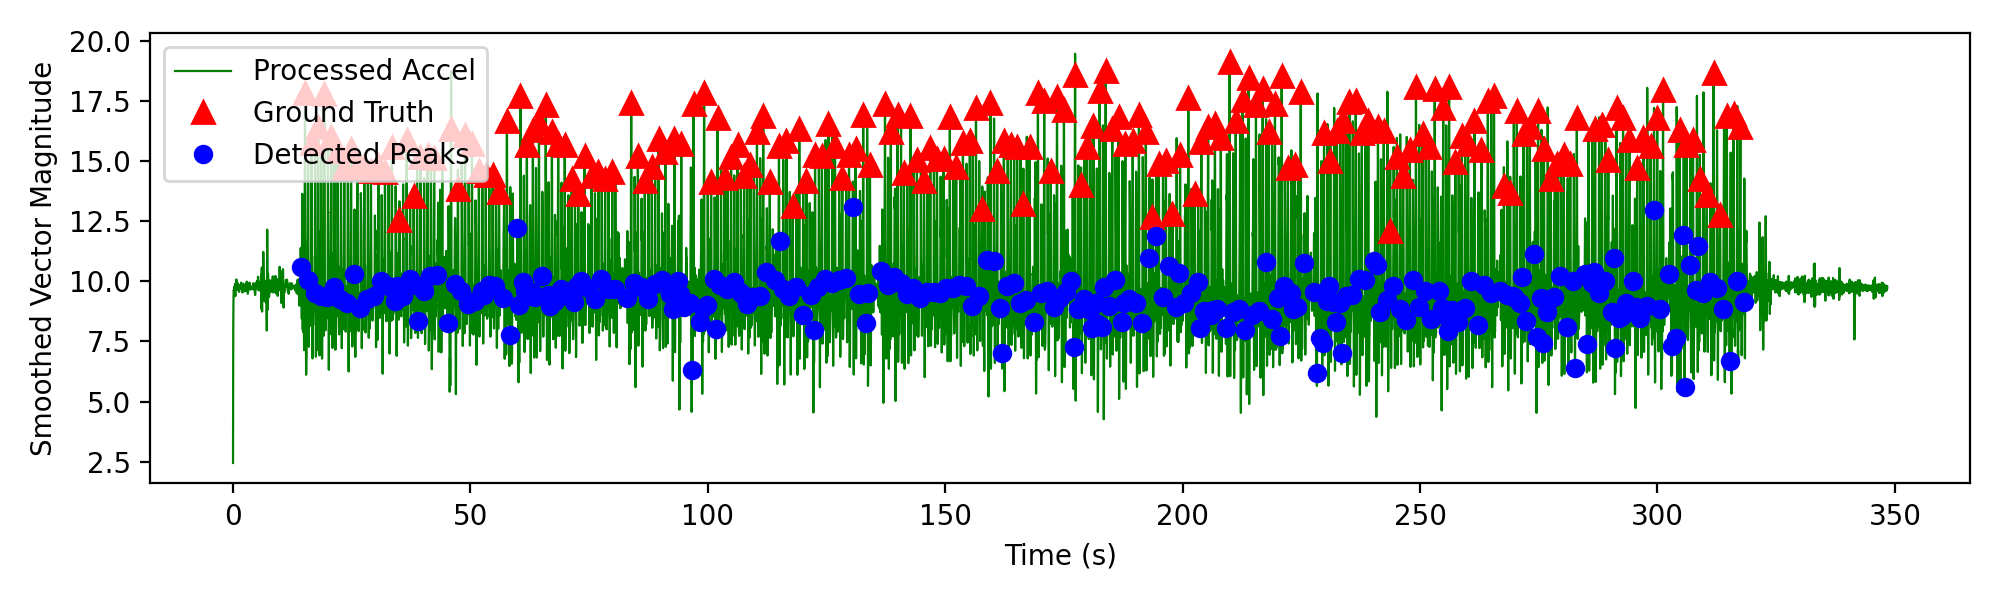 Processed Accel
Ground Truth
Detected Peaks
Smoothed Vector Magnitude
20.0
17.5
15.0
12.5
10.0
7.5
5.0
2.5
0 50 100 150 200 250 300 350
Time (s)